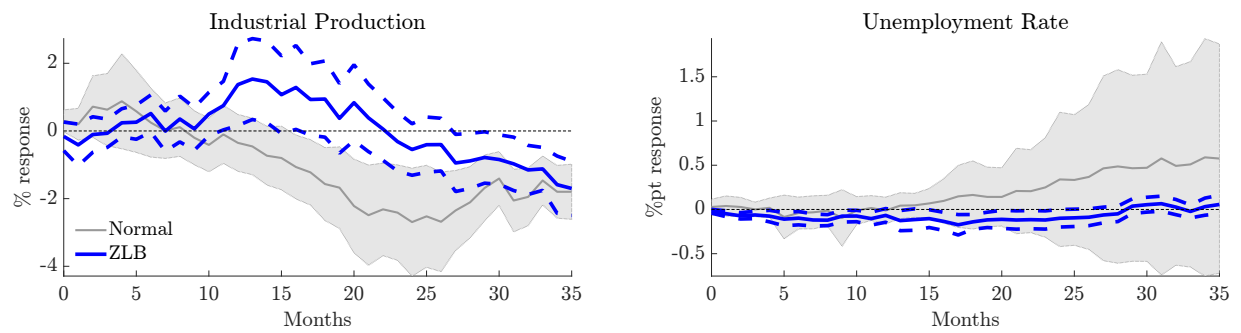 Industrial Production
% response
2
0
-2
-4
Normal
ZLB
0 5 10 15 20 25 30 35
Months
Unemployment Rate
%pt response
1.5
1
0.5
0
-0.5
0 5 10 15 20 25 30 35
Months